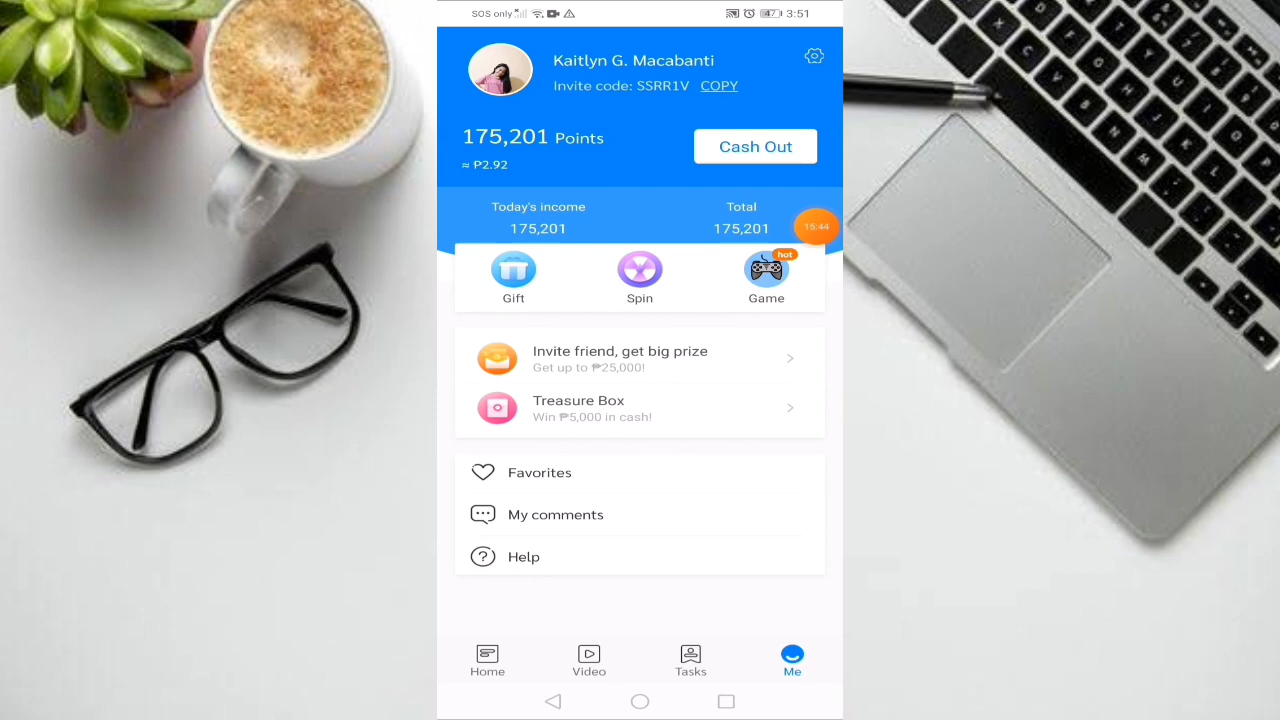 SOS only
47
3:51
Kaitlyn G. Macabanti
Invite code: SSRR1V COPY
175,201 Points
Cash Out
≈ ₱2.92
Today's income
Total
175,201
175,201
15:44
hot
Gift
Spin
Game
Invite friend, get big prize
Get up to ₱25,000!
Treasure Box
Win ₱5,000 in cash!
Favorites
My comments
Help
Home
Video
Tasks
Me